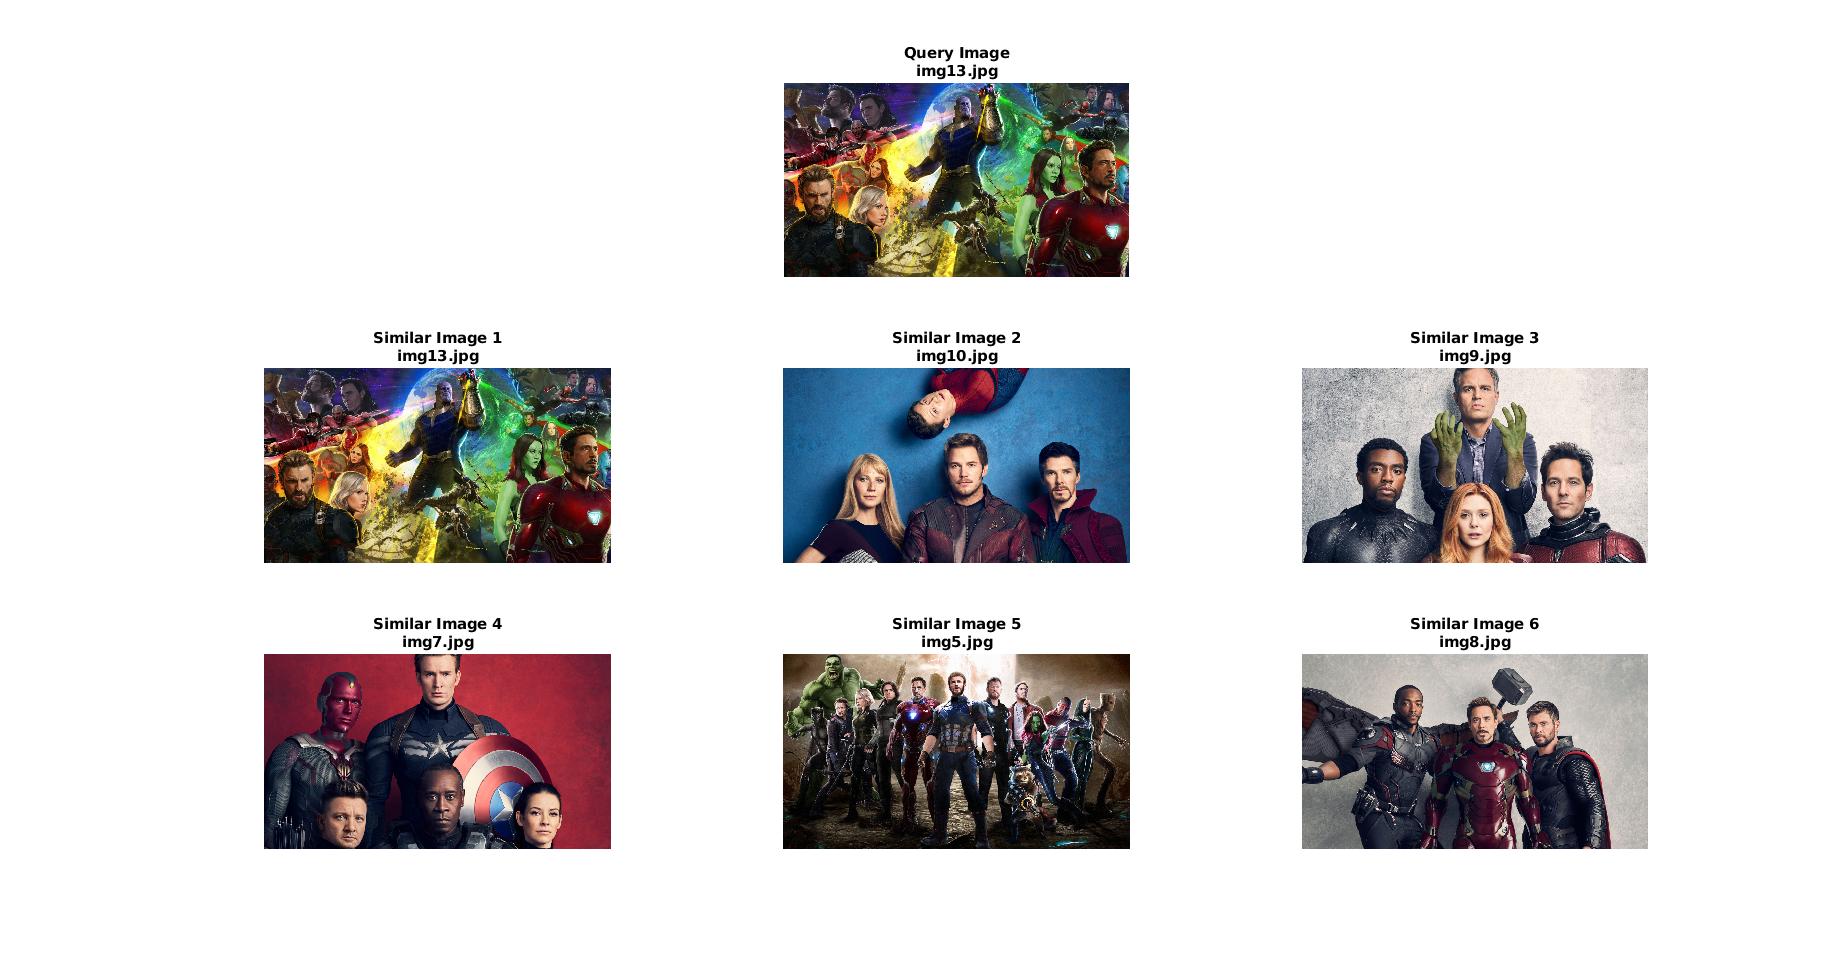 Query Image
img13.jpg
Similar Image 1
img13.jpg
Similar Image 2
img10.jpg
Similar Image 3
img9.jpg
Similar Image 4
img7.jpg
Similar Image 5
img5.jpg
Similar Image 6
img8.jpg